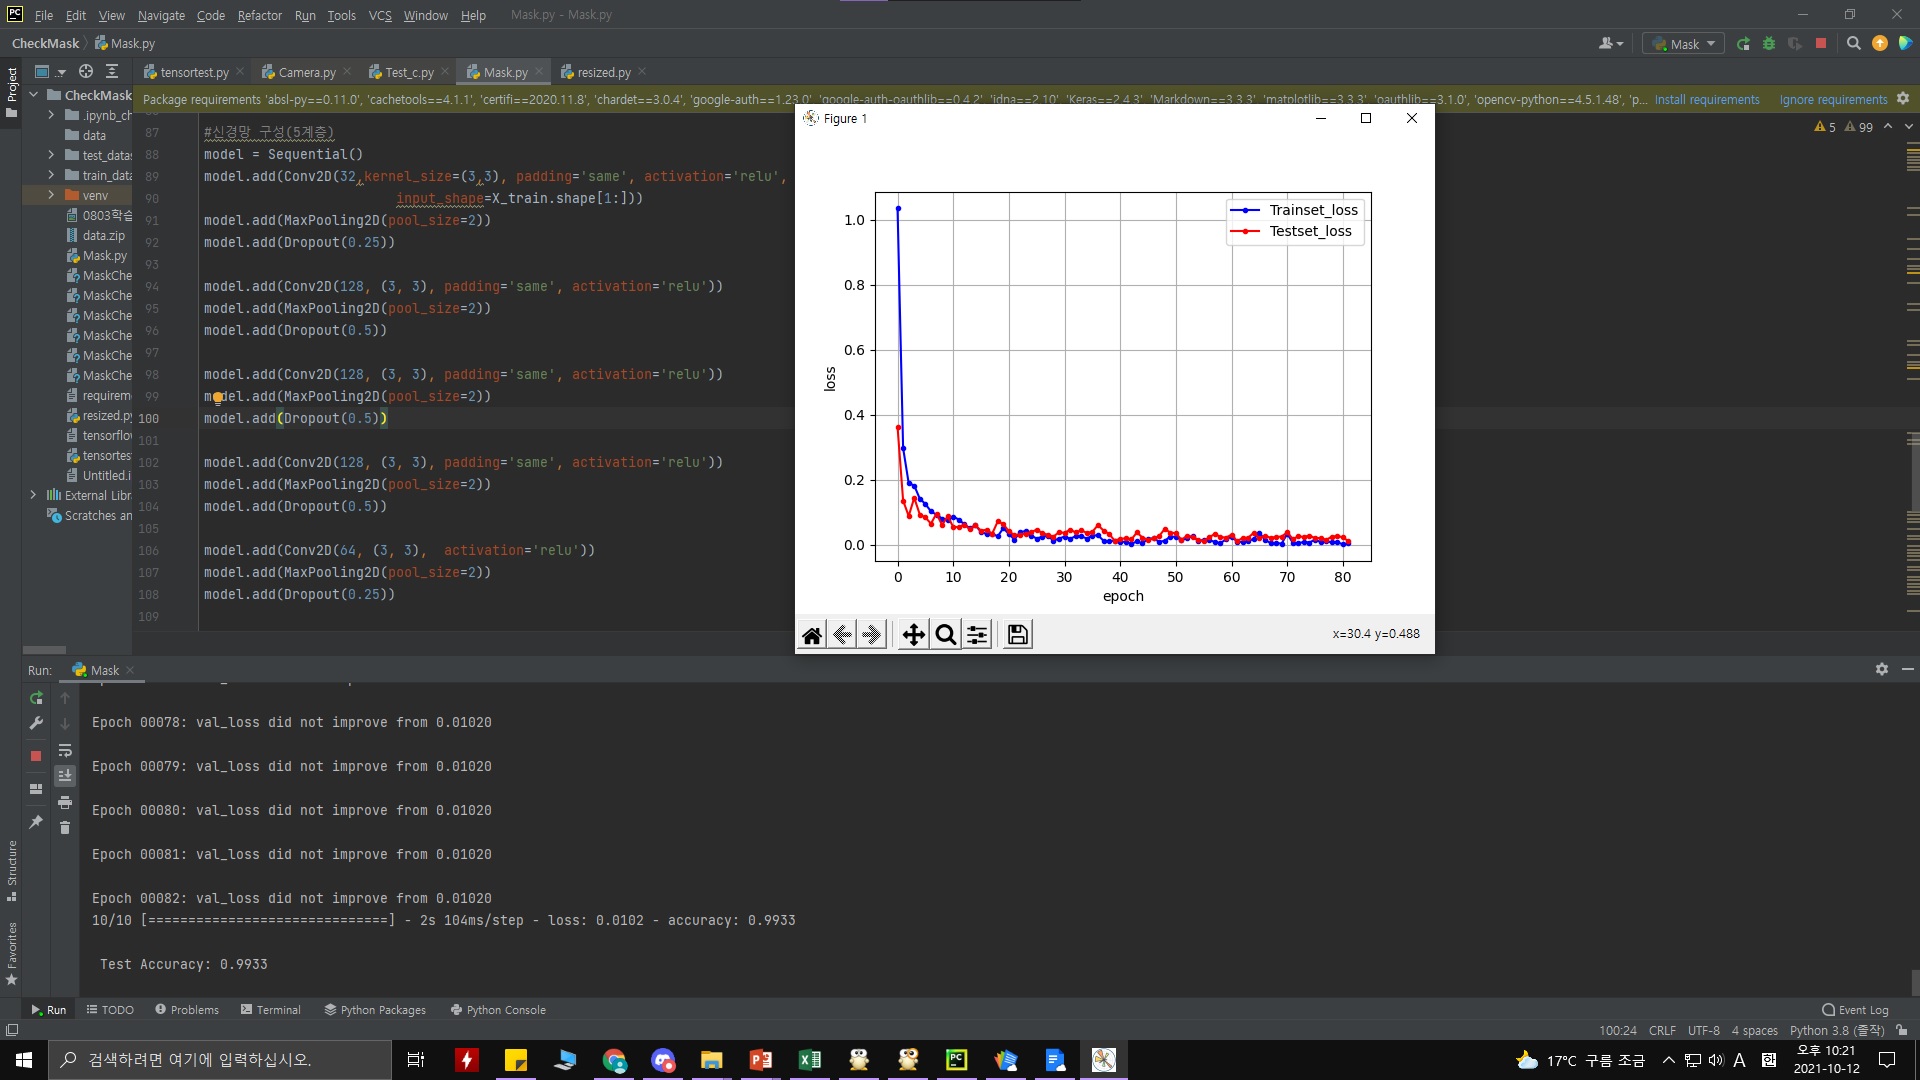 PC File Edit View Navigate Code Refactor Run Tools VCS Window Help Mask.py - Mask.py
CheckMask Mask.py Mask
Project
tensortest.py Camera.py Test_c.py Mask.py resized.py
CheckMask
.ipynb_ch
data
test_data
train_data
venv
0803학습
data.zip
Mask.py
MaskChe
MaskChe
MaskChe
MaskChe
MaskChe
MaskChe
requirem
resized.py
tensorflo
tensortes
Untitled.i
External Libr
Scratches an
Package requirements 'absl-py==0.11.0', 'cachetools==4.1.1', 'certifi==2020.11.8', 'chardet==3.0.4', 'google-auth==1.23.0', 'google-auth-oauthlib==0.4.2', 'idna==2.10', 'Keras==2.4.3', 'Markdown==3.3.3', 'matplotlib==3.3.3', 'oauthlib==3.1.0', 'opencv-python==4.5.1.48', 'p... Install requirements Ignore requirements
5 99
87 #신경망 구성(5계층)
88 model = Sequential()
89 model.add(Conv2D(32,kernel_size=(3,3), padding='same', activation='relu',
90 input_shape=X_train.shape[1:]))
91 model.add(MaxPooling2D(pool_size=2))
92 model.add(Dropout(0.25))
93
94 model.add(Conv2D(128, (3, 3), padding='same', activation='relu'))
95 model.add(MaxPooling2D(pool_size=2))
96 model.add(Dropout(0.5))
97
98 model.add(Conv2D(128, (3, 3), padding='same', activation='relu'))
99 model.add(MaxPooling2D(pool_size=2))
100 model.add(Dropout(0.5))
101
102 model.add(Conv2D(128, (3, 3), padding='same', activation='relu'))
103 model.add(MaxPooling2D(pool_size=2))
104 model.add(Dropout(0.5))
105
106 model.add(Conv2D(64, (3, 3), activation='relu'))
107 model.add(MaxPooling2D(pool_size=2))
108 model.add(Dropout(0.25))
109
Figure 1
Trainset_loss
Testset_loss
1.0
0.8
0.6
0.4
0.2
0.0
loss
0 10 20 30 40 50 60 70 80
epoch
x=30.4 y=0.488
Run: Mask
Epoch 00078: val_loss did not improve from 0.01020
Epoch 00079: val_loss did not improve from 0.01020
Epoch 00080: val_loss did not improve from 0.01020
Epoch 00081: val_loss did not improve from 0.01020
Epoch 00082: val_loss did not improve from 0.01020
10/10 [==============================] - 2s 104ms/step - loss: 0.0102 - accuracy: 0.9933
Test Accuracy: 0.9933
Structure
Favorites
Run TODO Problems Terminal Python Packages Python Console Event Log
100:24 CRLF UTF-8 4 spaces Python 3.8 (졸작)
검색하려면 여기에 입력하십시오.
17°C 구름 조금 A 한 오후 10:21
2021-10-12